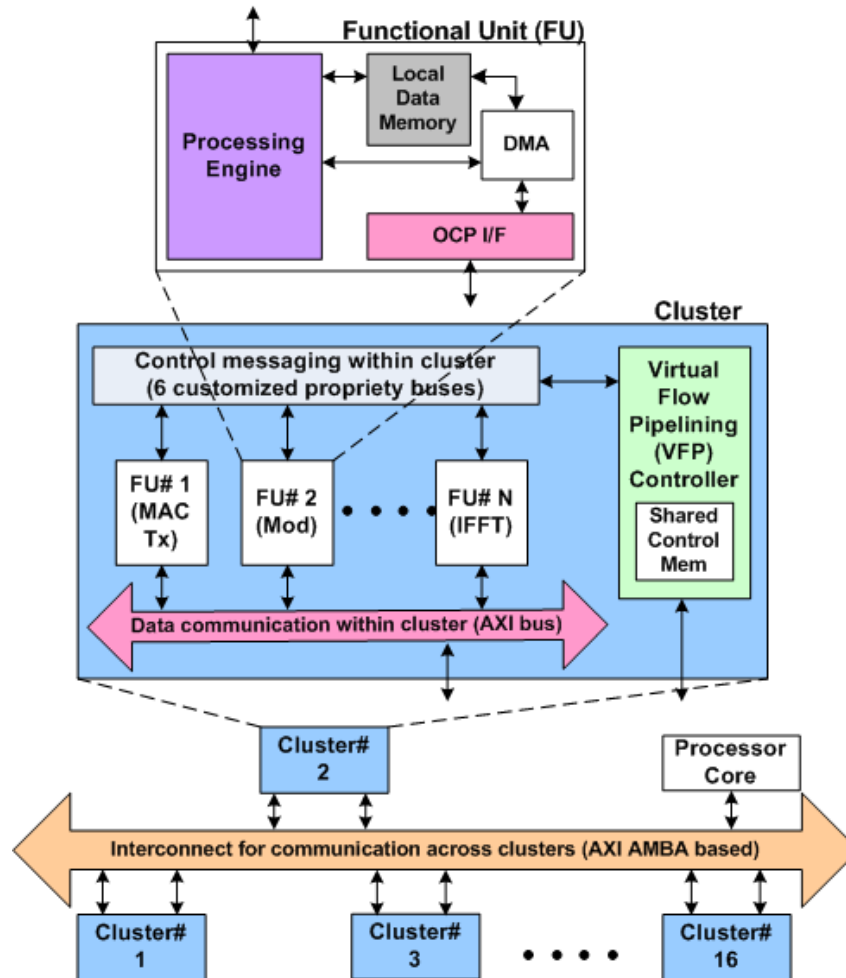 Functional Unit (FU)
Processing
Engine
Local
Data
Memory
DMA
OCP I/F
Cluster
Control messaging within cluster
(6 customized propriety buses)
Virtual
Flow
Pipelining
(VFP)
Controller
Shared
Control
Mem
FU# 1
(MAC
Tx)
FU# 2
(Mod)
FU# N
(IFFT)
Data communication within cluster (AXI bus)
Cluster#
2
Processor
Core
Interconnect for communication across clusters (AXI AMBA based)
Cluster#
1
Cluster#
3
Cluster#
16